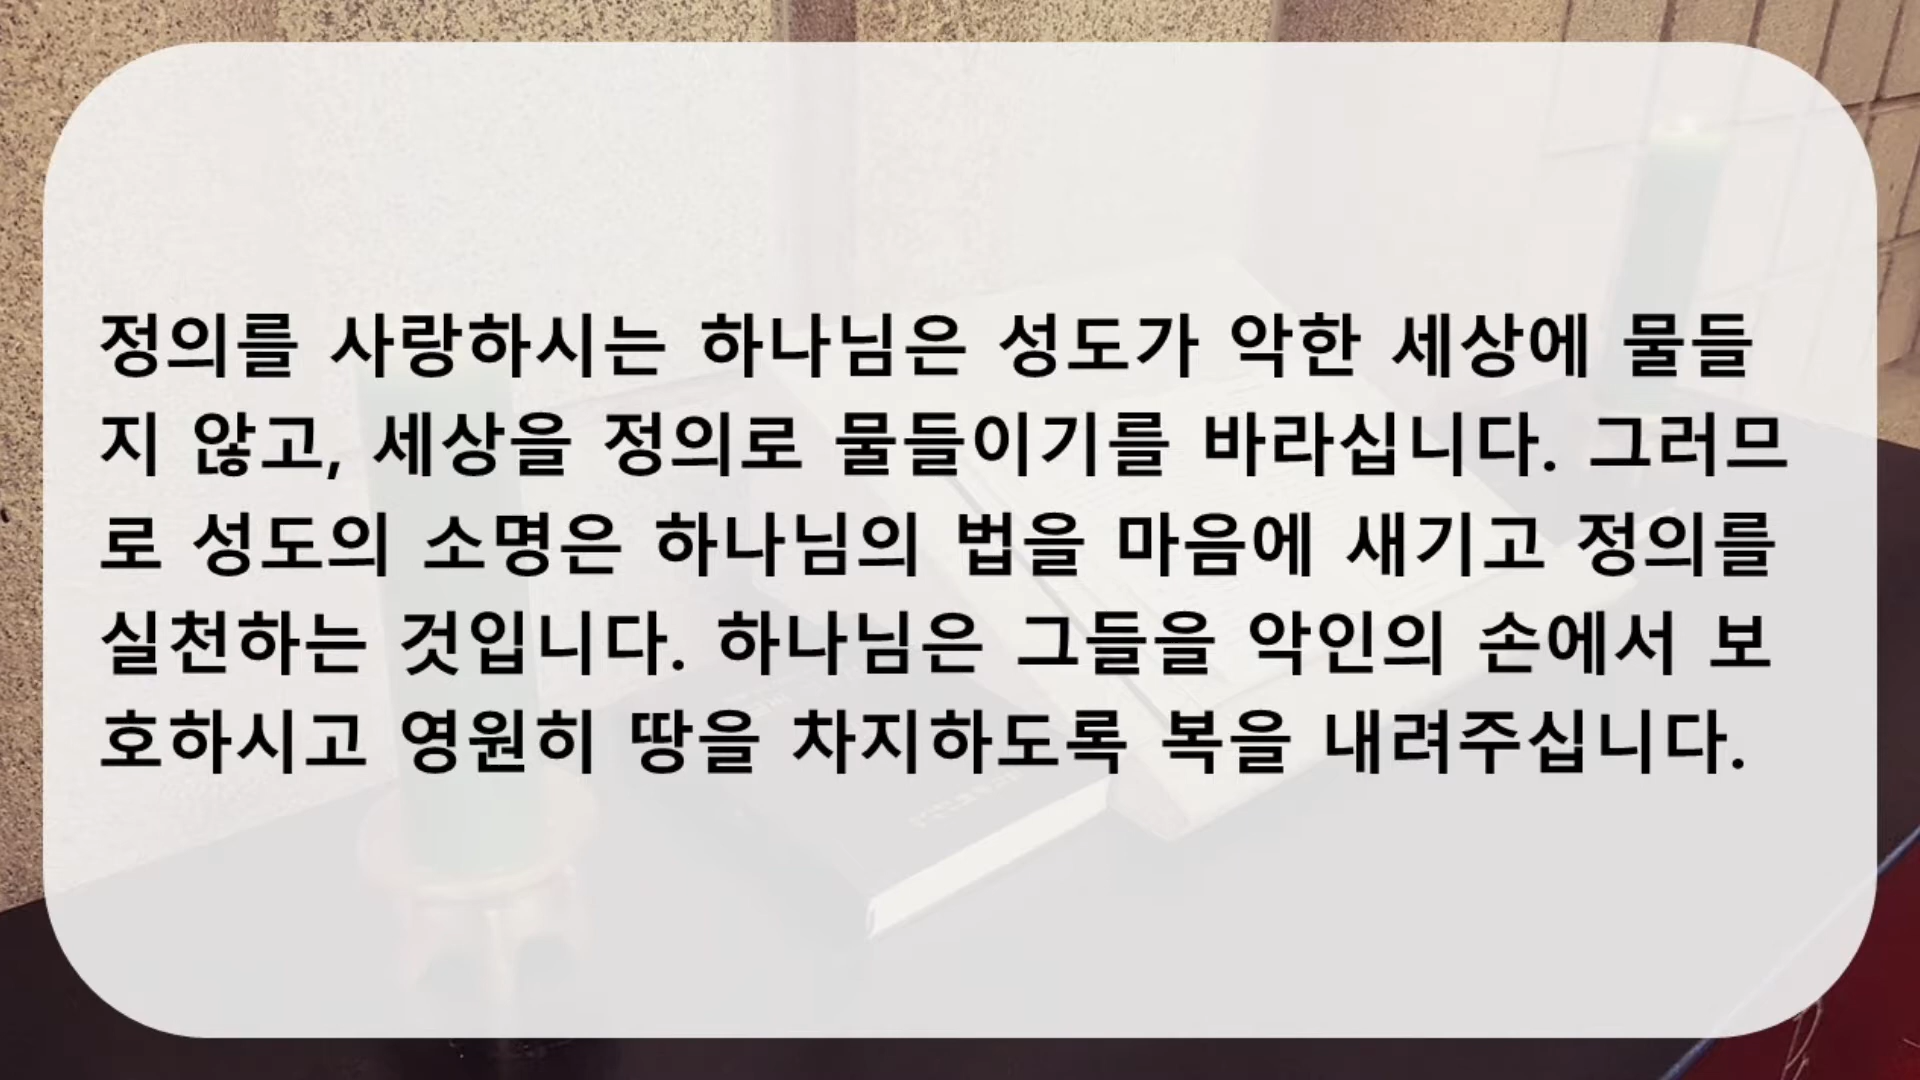 정의를 사랑하시는 하나님은 성도가 악한 세상에 물들
지 않고, 세상을 정의로 물들이기를 바라십니다. 그러므
로 성도의 소명은 하나님의 법을 마음에 새기고 정의를
실천하는 것입니다. 하나님은 그들을 악인의 손에서 보
호하시고 영원히 땅을 차지하도록 복을 내려주십니다.